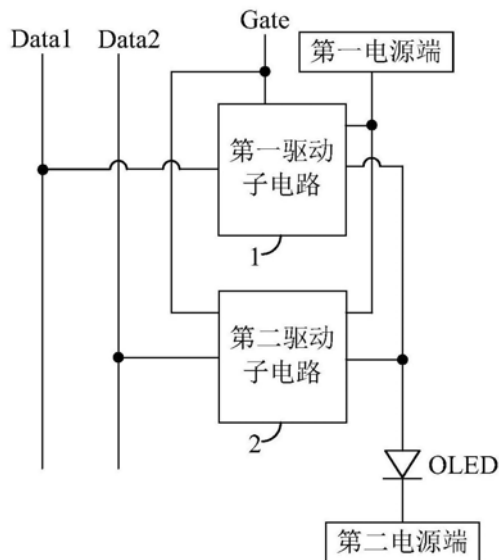 Data1 Data2 Gate
第一电源端
第一驱动
子电路
1
第二驱动
子电路
2
OLED
第二电源端